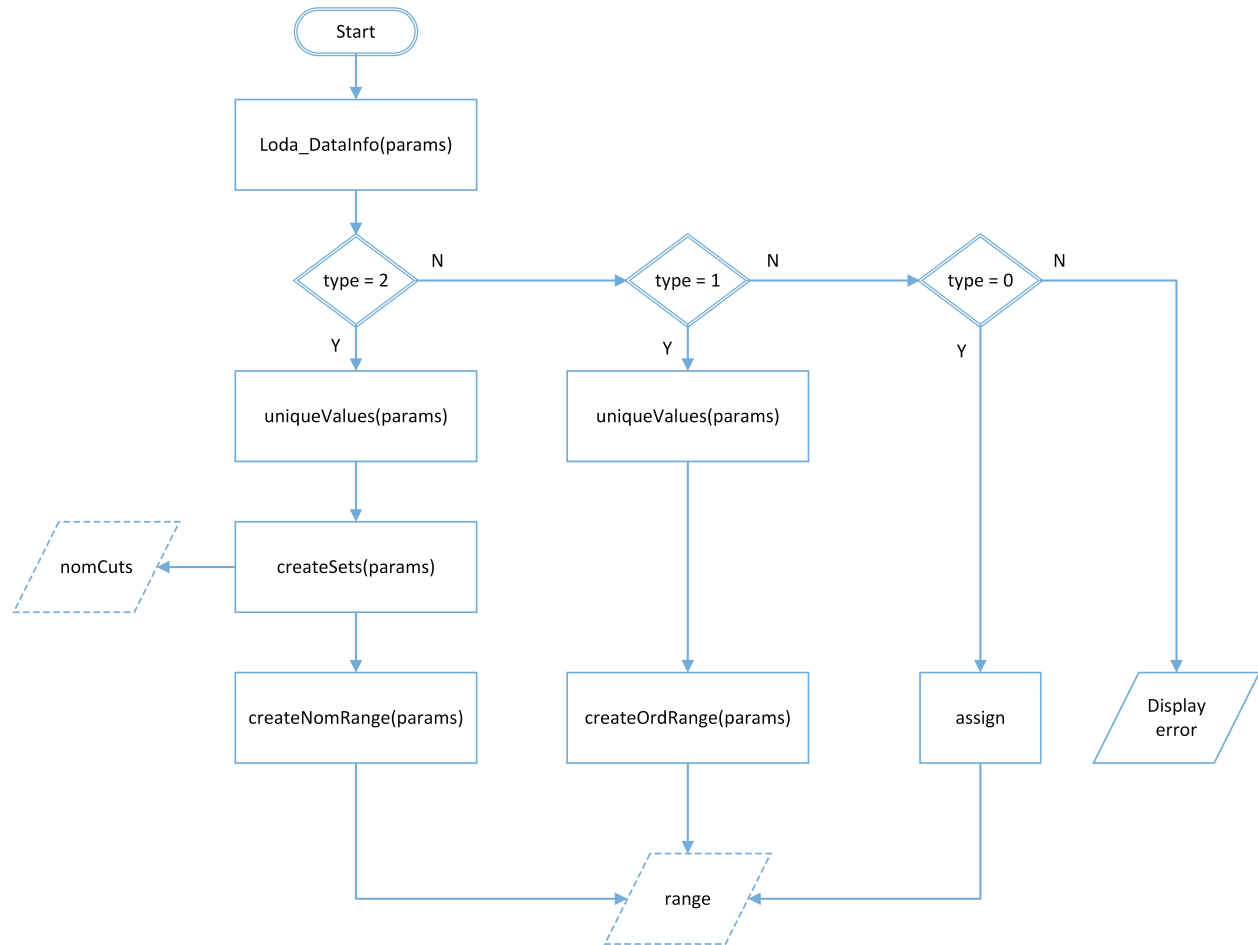 Start
Loda_DataInfo(params)
type = 2
N
type = 1
N
type = 0
N
Y
Y
Y
uniqueValues(params)
uniqueValues(params)
nomCuts
createSets(params)
createNomRange(params)
createOrdRange(params)
assign
Display
error
range